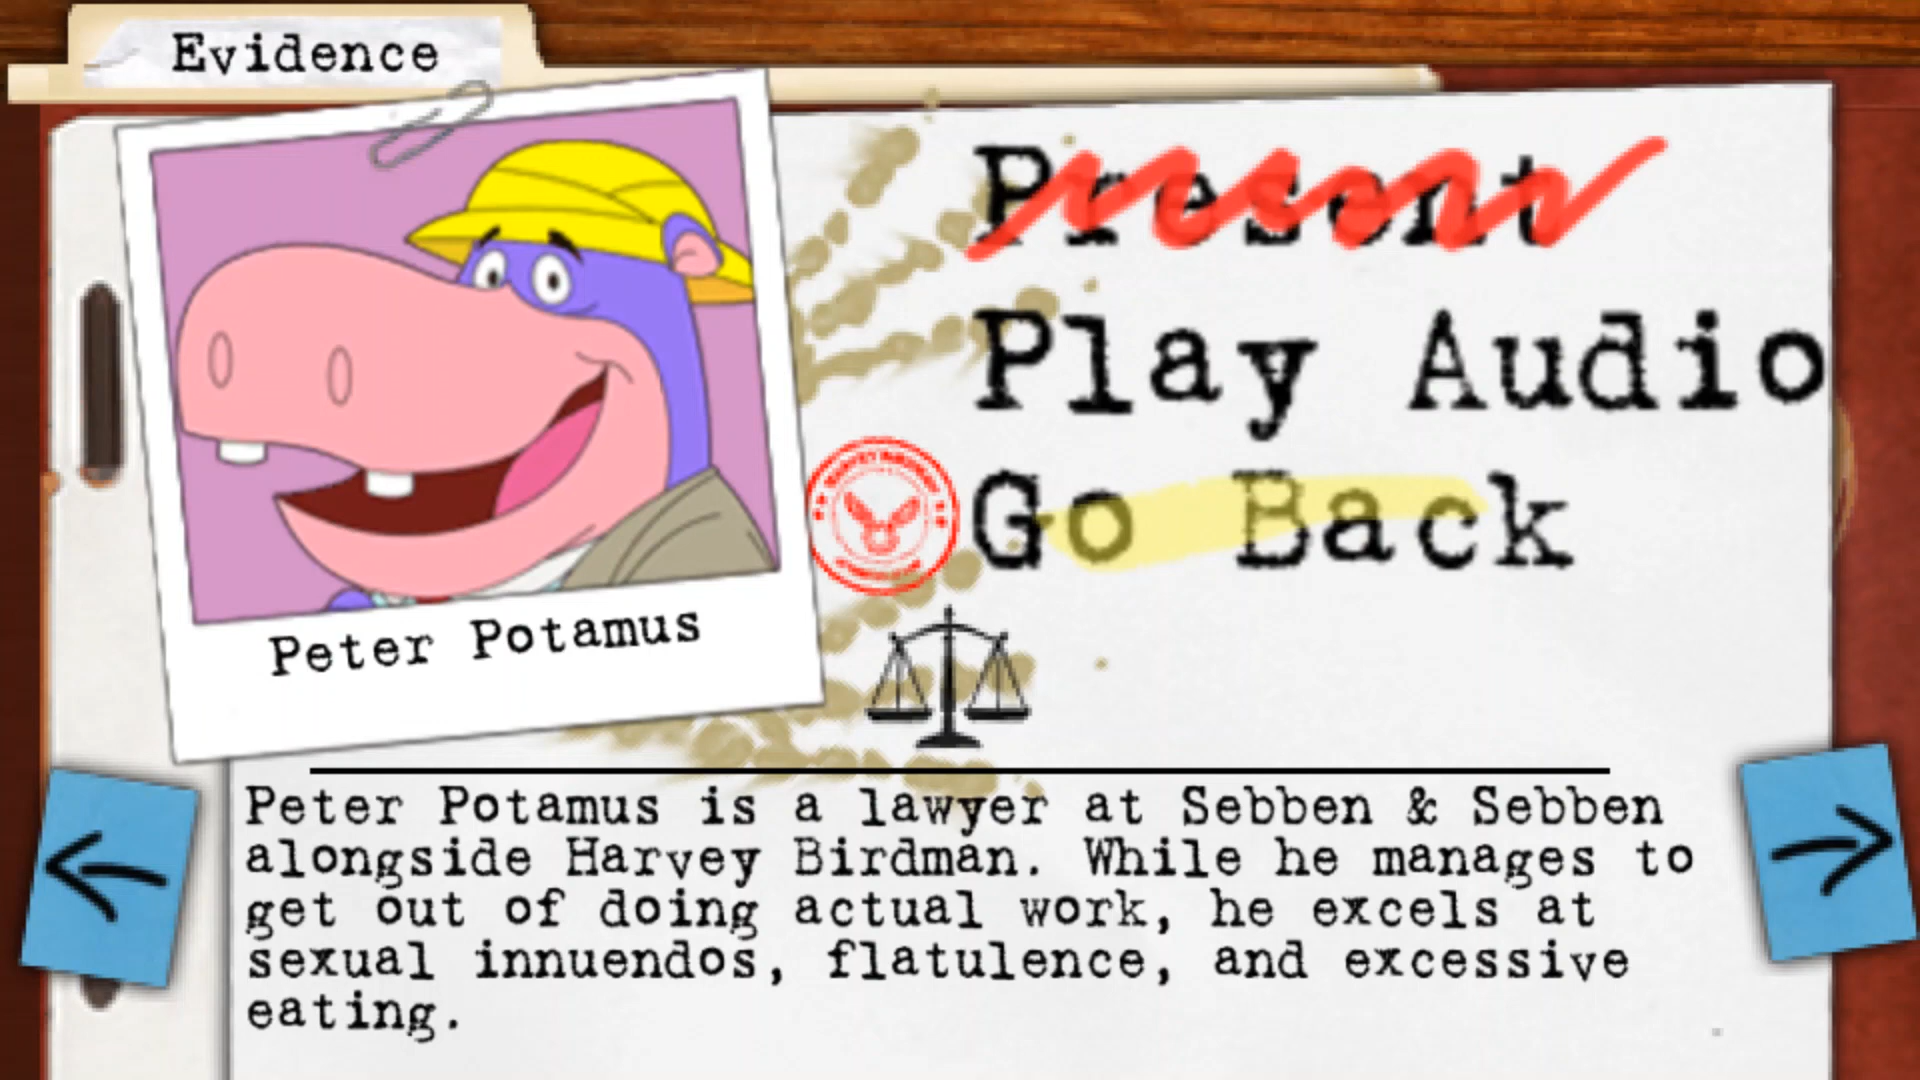 Evidence
Present
Play Audio
Go Back
Peter Potamus
Peter Potamus is a lawyer at Sebben & Sebben
alongside Harvey Birdman. While he manages to
get out of doing actual work, he excels at
sexual innuendos, flatulence, and excessive
eating.